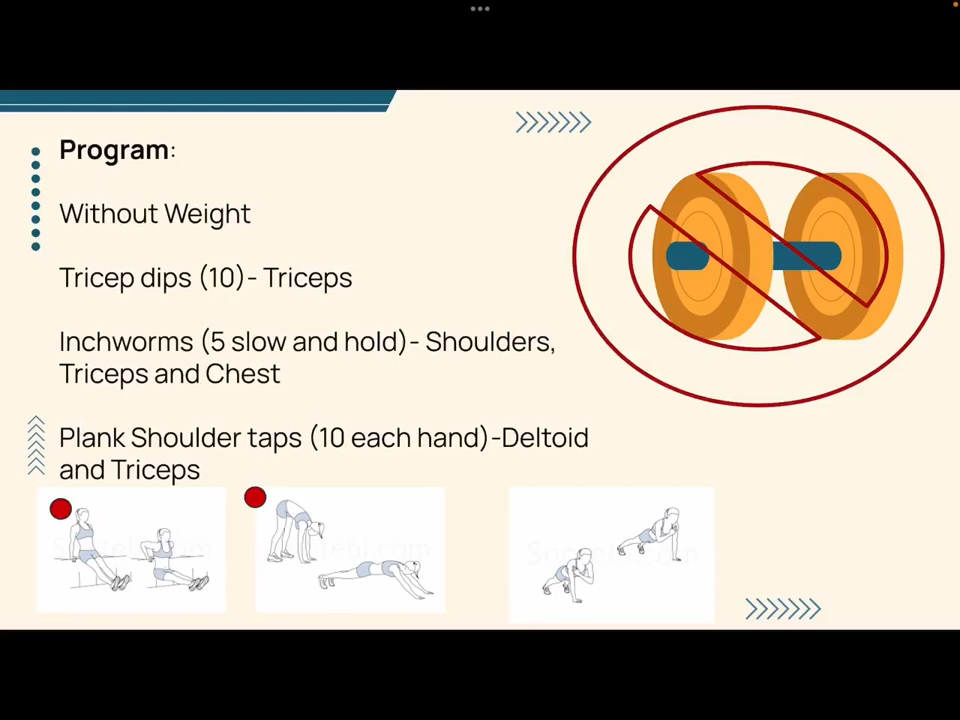 Program:
Without Weight
Tricep dips (10)- Triceps
Inchworms (5 slow and hold)- Shoulders,
Triceps and Chest
Plank Shoulder taps (10 each hand)-Deltoid
and Triceps